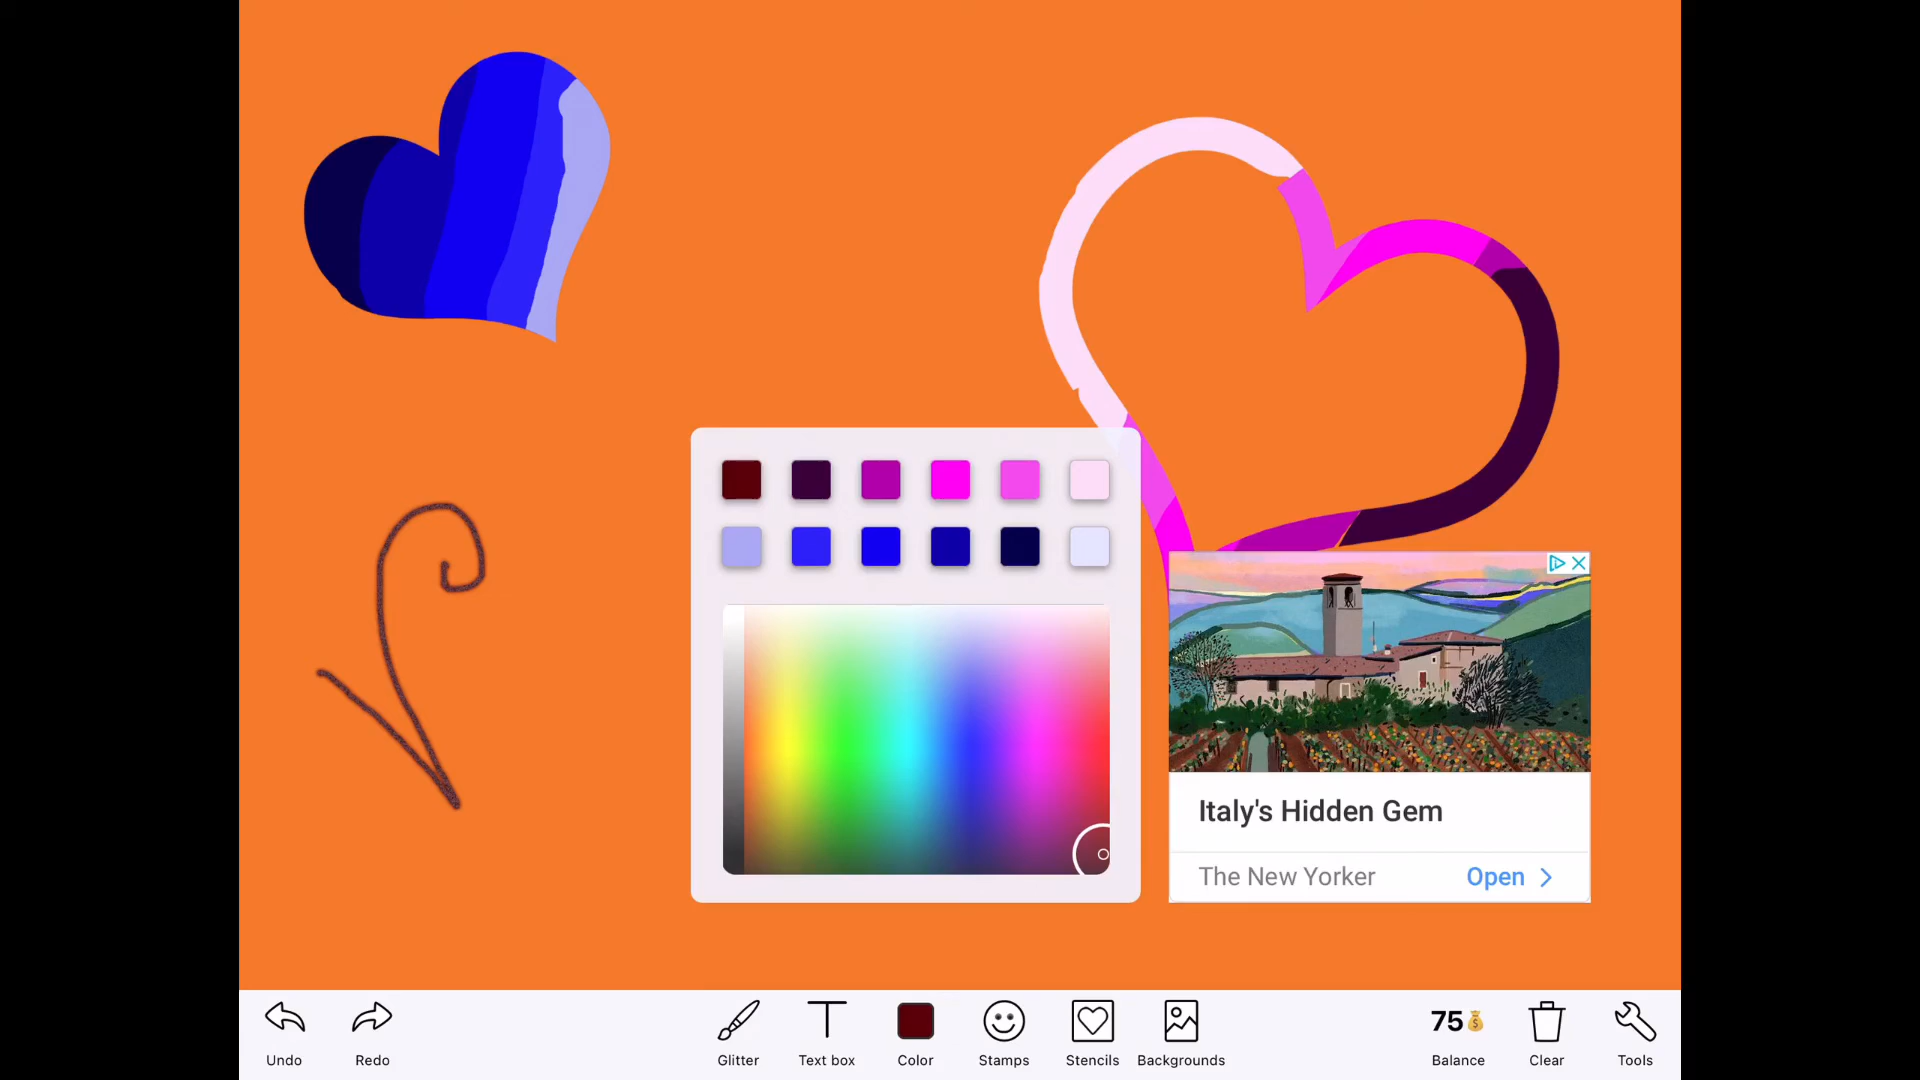 Italy's Hidden Gem
The New Yorker Open
75
Undo Redo Glitter Text box Color Stamps Stencils Backgrounds Balance Clear Tools